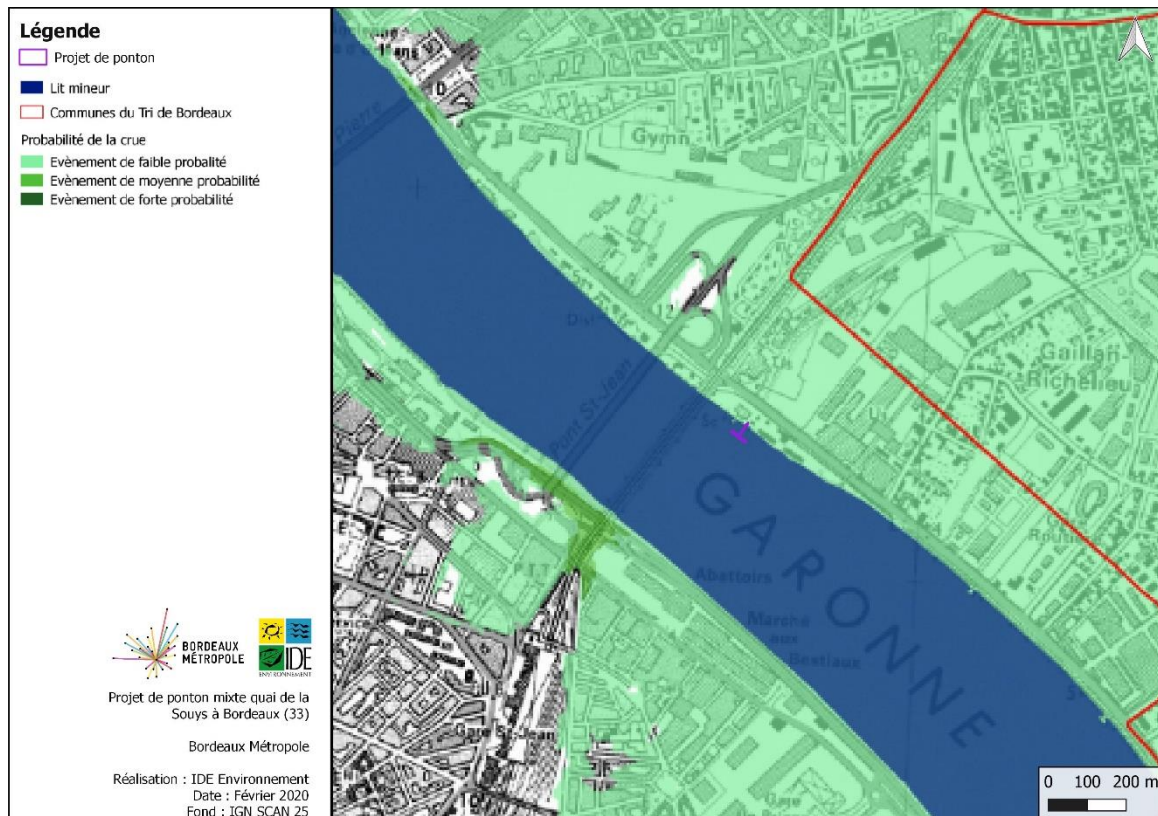 Légende
Projet de ponton
Lit mineur
Communes du Tri de Bordeaux
Probabilité de la crue
Evènement de faible probalité
Evènement de moyenne probabilité
Evènement de forte probabilité
BORDEAUX
MÉTROPOLE
IDE
ENVIRONNEMENT
Projet de ponton mixte quai de la
Souys à Bordeaux (33)
Bordeaux Métropole
Réalisation : IDE Environnement
Date : Février 2020
Fond : IGN SCAN 25
D
Pierre
Gymn
Pont St-Jean
Gaillan-
Richelieu
GARONNE
Abattoirs
Marché
aux
Bestiaux
Gare St-Jean
0 100 200 m